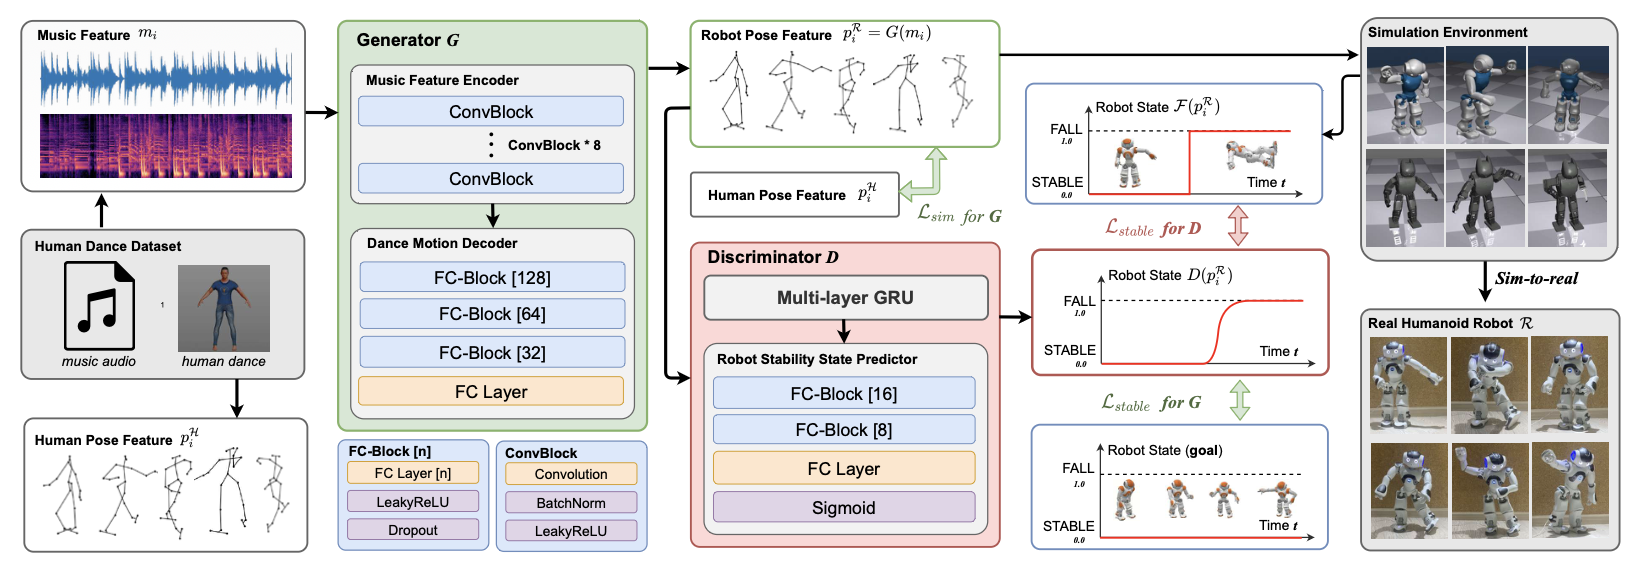 Music Feature $m_i$
Human Dance Dataset
music audio
,
human dance
Human Pose Feature $p_i^{\mathcal{H}}$
Generator G
Music Feature Encoder
ConvBlock
ConvBlock * 8
ConvBlock
Dance Motion Decoder
FC-Block [128]
FC-Block [64]
FC-Block [32]
FC Layer
FC-Block [n]
FC Layer [n]
LeakyReLU
Dropout
ConvBlock
Convolution
BatchNorm
LeakyReLU
Robot Pose Feature $p_i^{\mathcal{R}} = G(m_i)$
Human Pose Feature $p_i^{\mathcal{H}}$
$\mathcal{L}_{sim}$ for G
Discriminator D
Multi-layer GRU
Robot Stability State Predictor
FC-Block [16]
FC-Block [8]
FC Layer
Sigmoid
Robot State $\mathcal{F}(p_i^{\mathcal{R}})$
FALL
1.0
STABLE
0.0
Time t
$\mathcal{L}_{stable}$ for D
Robot State $D(p_i^{\mathcal{R}})$
FALL
1.0
STABLE
0.0
Time t
$\mathcal{L}_{stable}$ for G
Robot State (goal)
FALL
1.0
STABLE
0.0
Time t
Simulation Environment
Sim-to-real
Real Humanoid Robot $\mathcal{R}$